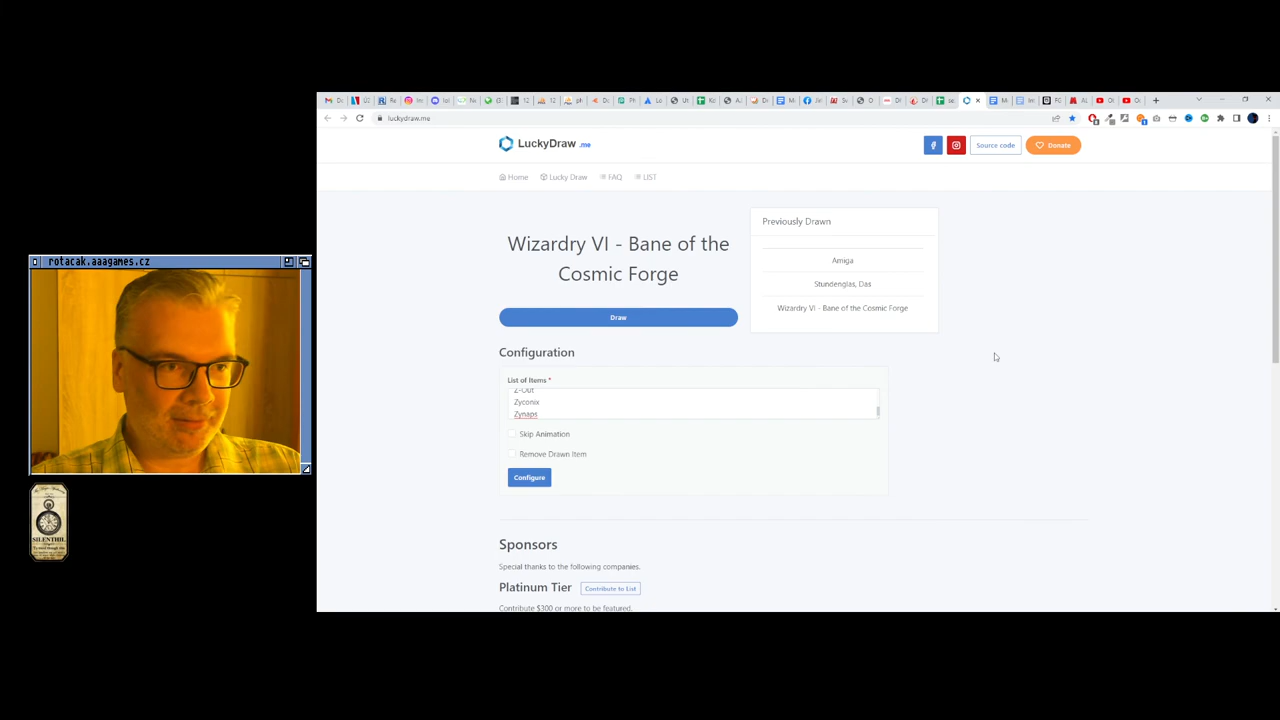 luckydraw.me
LuckyDraw .me
Source code
Donate
Home
Lucky Draw
FAQ
LIST
rotacak.aaagames.cz
Wizardry VI - Bane of the
Cosmic Forge
Draw
Previously Drawn
Amiga
Stundenglas, Das
Wizardry VI - Bane of the Cosmic Forge
Configuration
List of Items *
Z-Out
Zyconix
Zynaps
Skip Animation
Remove Drawn Item
Configure
Sponsors
Special thanks to the following companies.
Platinum Tier
Contribute to List
Contribute $300 or more to be featured.